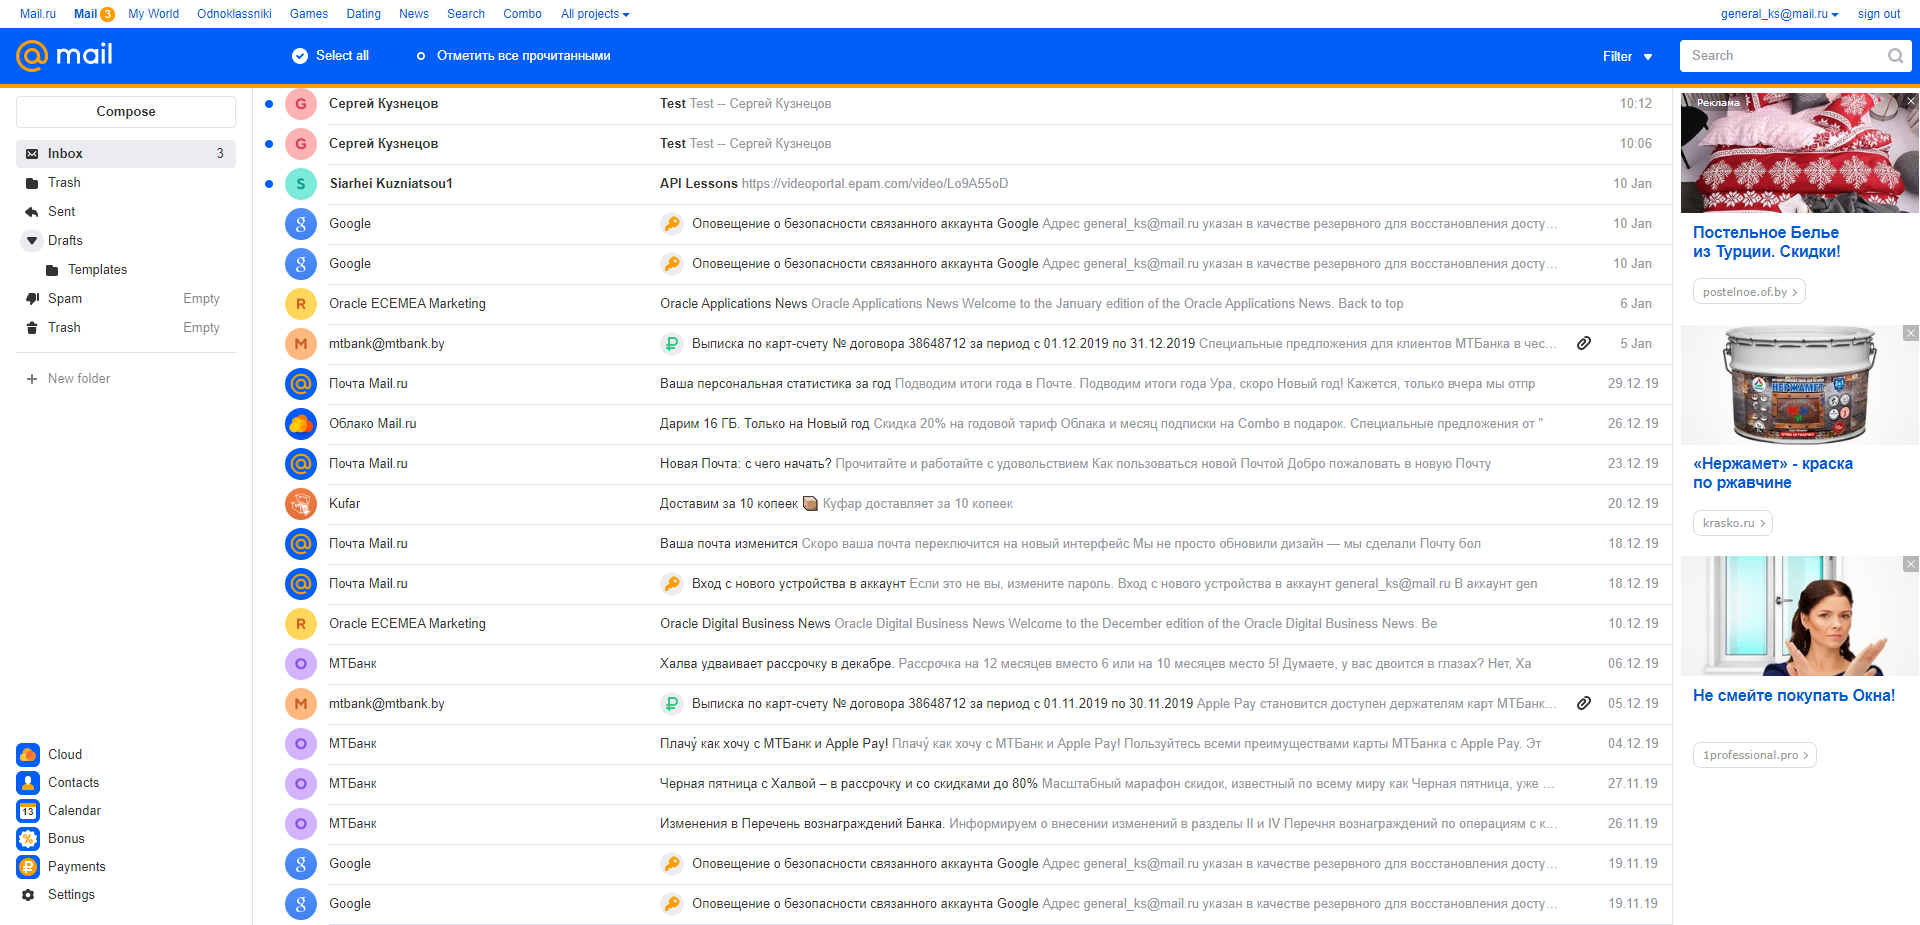 Mail.ru Mail 3 My World Odnoklassniki Games Dating News Search Combo All projects general_ks@mail.ru sign out
@mail Select all Отметить все прочитанными Filter Search
Compose
Inbox 3
Trash
Sent
Drafts
Templates
Spam Empty
Trash Empty
New folder
Cloud
Contacts
13 Calendar
Bonus
Payments
Settings
G Сергей Кузнецов Test Test -- Сергей Кузнецов 10:12
G Сергей Кузнецов Test Test -- Сергей Кузнецов 10:06
S Siarhei Kuzniatsou1 API Lessons https://videoportal.epam.com/video/Lo9A55oD 10 Jan
g Google Оповещение о безопасности связанного аккаунта Google Адрес general_ks@mail.ru указан в качестве резервного для восстановления досту... 10 Jan
g Google Оповещение о безопасности связанного аккаунта Google Адрес general_ks@mail.ru указан в качестве резервного для восстановления досту... 10 Jan
R Oracle ECEMEA Marketing Oracle Applications News Oracle Applications News Welcome to the January edition of the Oracle Applications News. Back to top 6 Jan
M mtbank@mtbank.by Выписка по карт-счету № договора 38648712 за период с 01.12.2019 по 31.12.2019 Специальные предложения для клиентов МТБанка в чес... 5 Jan
@ Почта Mail.ru Ваша персональная статистика за год Подводим итоги года в Почте. Подводим итоги года Ура, скоро Новый год! Кажется, только вчера мы отпр 29.12.19
Облако Mail.ru Дарим 16 ГБ. Только на Новый год Скидка 20% на годовой тариф Облака и месяц подписки на Combo в подарок. Специальные предложения от " 26.12.19
@ Почта Mail.ru Новая Почта: с чего начать? Прочитайте и работайте с удовольствием Как пользоваться новой Почтой Добро пожаловать в новую Почту 23.12.19
Kufar Доставим за 10 копеек Куфар доставляет за 10 копеек 20.12.19
@ Почта Mail.ru Ваша почта изменится Скоро ваша почта переключится на новый интерфейс Мы не просто обновили дизайн — мы сделали Почту бол 18.12.19
@ Почта Mail.ru Вход с нового устройства в аккаунт Если это не вы, измените пароль. Вход с нового устройства в аккаунт general_ks@mail.ru В аккаунт gen 18.12.19
R Oracle ECEMEA Marketing Oracle Digital Business News Oracle Digital Business News Welcome to the December edition of the Oracle Digital Business News. Be 10.12.19
O МТБанк Халва удваивает рассрочку в декабре. Рассрочка на 12 месяцев вместо 6 или на 10 месяцев место 5! Думаете, у вас двоится в глазах? Нет, Ха 06.12.19
M mtbank@mtbank.by Выписка по карт-счету № договора 38648712 за период с 01.11.2019 по 30.11.2019 Apple Pay становится доступен держателям карт МТБанк... 05.12.19
O МТБанк Плачу́ как хочу с МТБанк и Apple Pay! Плачу́ как хочу с МТБанк и Apple Pay! Пользуйтесь всеми преимуществами карты МТБанка с Apple Pay. Эт 04.12.19
O МТБанк Черная пятница с Халвой – в рассрочку и со скидками до 80% Масштабный марафон скидок, известный по всему миру как Черная пятница, уже ... 27.11.19
O МТБанк Изменения в Перечень вознаграждений Банка. Информируем о внесении изменений в разделы II и IV Перечня вознаграждений по операциям с к... 26.11.19
g Google Оповещение о безопасности связанного аккаунта Google Адрес general_ks@mail.ru указан в качестве резервного для восстановления досту... 19.11.19
g Google Оповещение о безопасности связанного аккаунта Google Адрес general_ks@mail.ru указан в качестве резервного для восстановления досту... 19.11.19
Реклама
Постельное Белье
из Турции. Скидки!
postelnoe.of.by
НЕРЖАМЕТ
«Нержамет» - краска
по ржавчине
krasko.ru
Не смейте покупать Окна!
1professional.pro